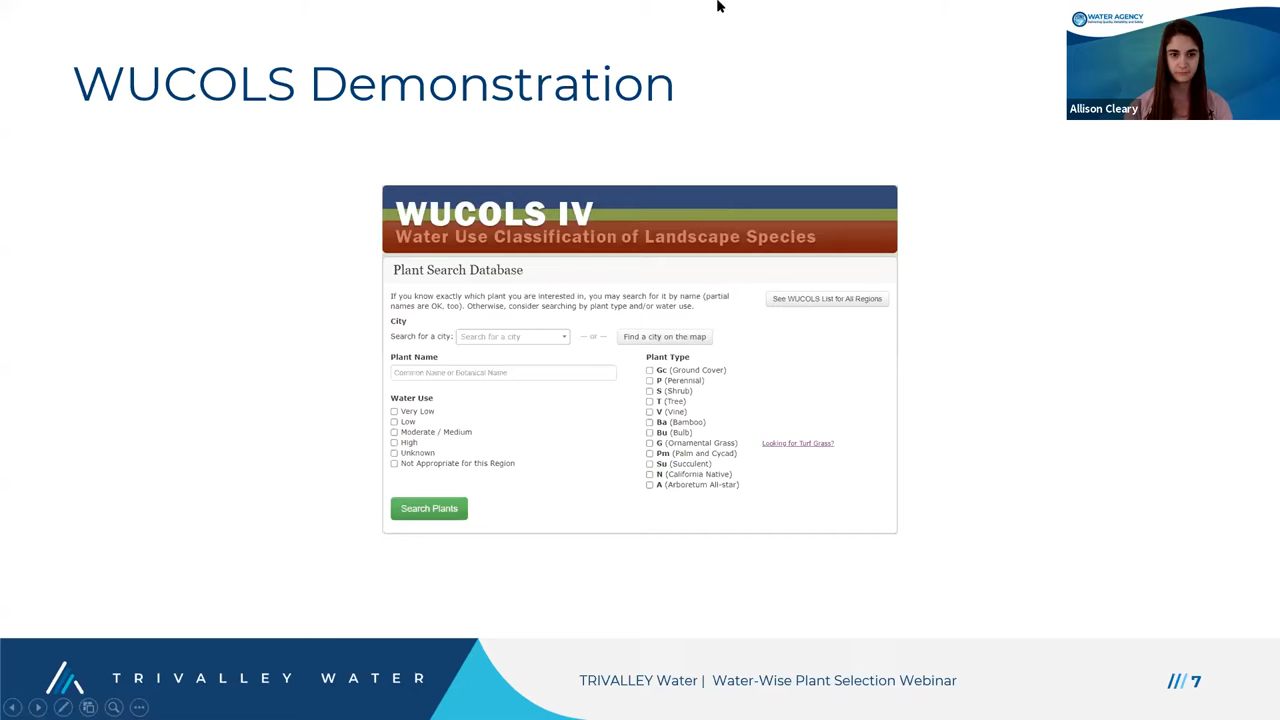 WATER AGENCY
Allison Cleary
WUCOLS Demonstration
WUCOLS IV
Water Use Classification of Landscape Species
Plant Search Database
If you know exactly which plant you are interested in, you may search for it by name (partial
names are OK, too). Otherwise, consider searching by plant type and/or water use.
See WUCOLS List for All Regions
City
Search for a city: Search for a city — or — Find a city on the map
Plant Name
Common Name or Botanical Name
Water Use
Very Low
Low
Moderate / Medium
High
Unknown
Not Appropriate for this Region
Search Plants
Plant Type
Gc (Ground Cover)
P (Perennial)
S (Shrub)
T (Tree)
V (Vine)
Ba (Bamboo)
Bu (Bulb)
G (Ornamental Grass)
Looking for Turf Grass?
Pm (Palm and Cycad)
Su (Succulent)
N (California Native)
A (Arboretum All-star)
TRIVALLEY WATER
TRIVALLEY Water | Water-Wise Plant Selection Webinar
/// 7